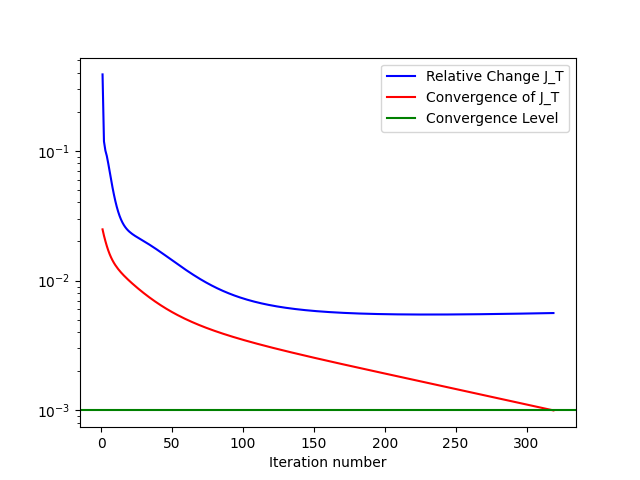 Relative Change J_T
Convergence of J_T
Convergence Level
10⁻¹
10⁻²
10⁻³
0 50 100 150 200 250 300
Iteration number